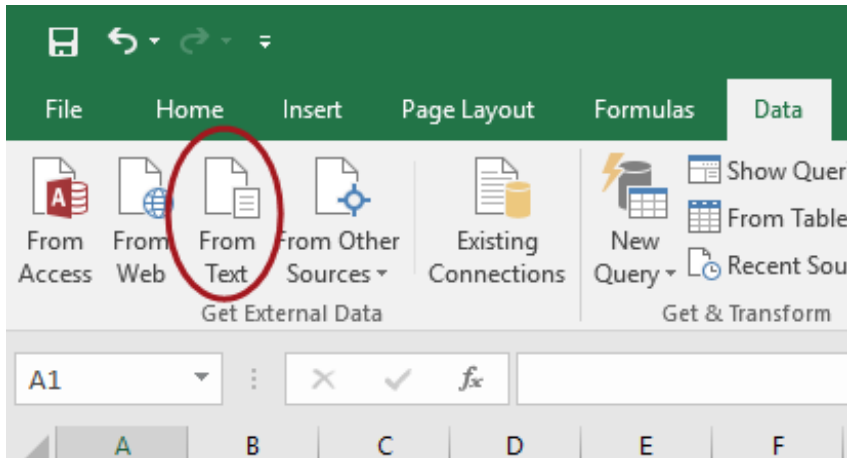 File Home Insert Page Layout Formulas Data
From Access
From Web
From Text
From Other Sources
Existing Connections
Get External Data
New Query
Show Quer
From Table
Recent Sou
Get & Transform
A1 fx
A B C D E F